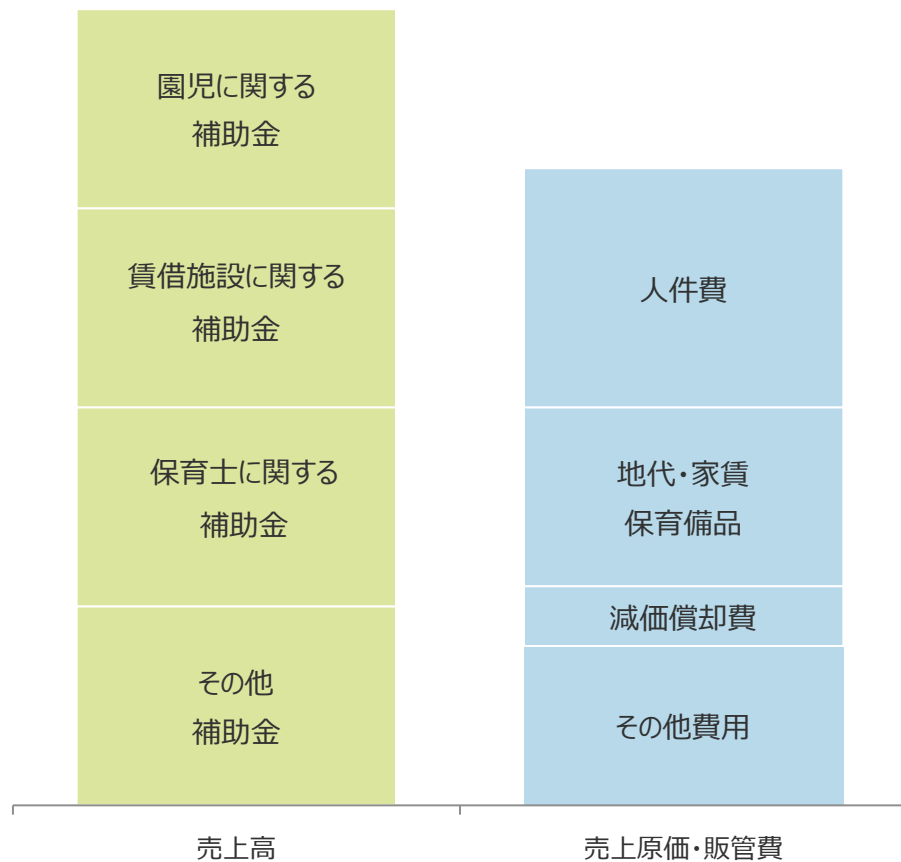 園児に関する
補助金
賃借施設に関する
補助金
保育士に関する
補助金
その他
補助金
人件費
地代・家賃
保育備品
減価償却費
その他費用
売上高
売上原価・販管費